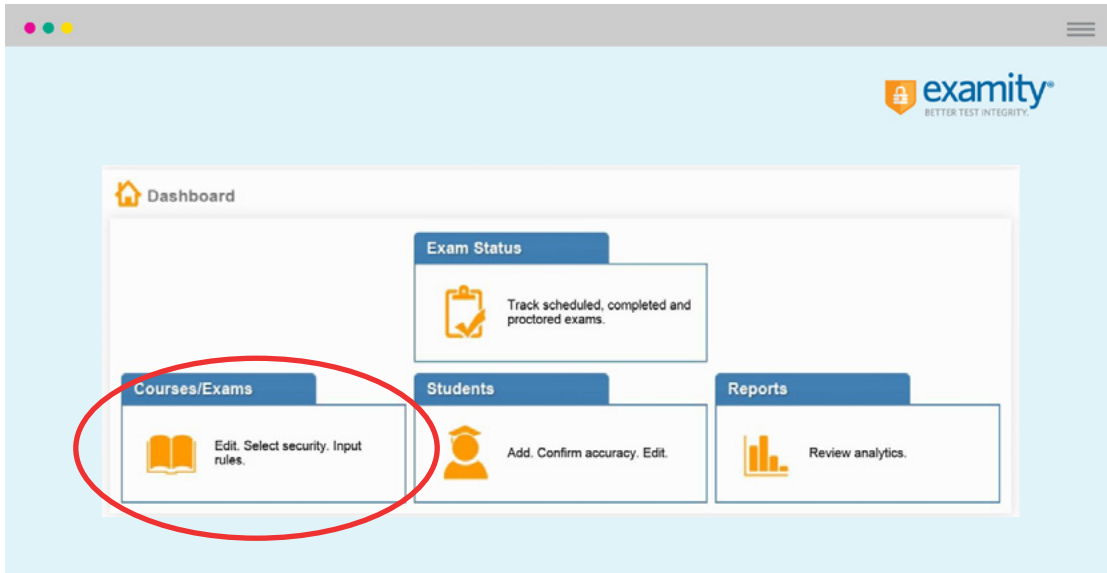 examity®
BETTER TEST INTEGRITY.
Dashboard
Exam Status
Track scheduled, completed and
proctored exams.
Courses/Exams
Edit. Select security. Input
rules.
Students
Add. Confirm accuracy. Edit.
Reports
Review analytics.